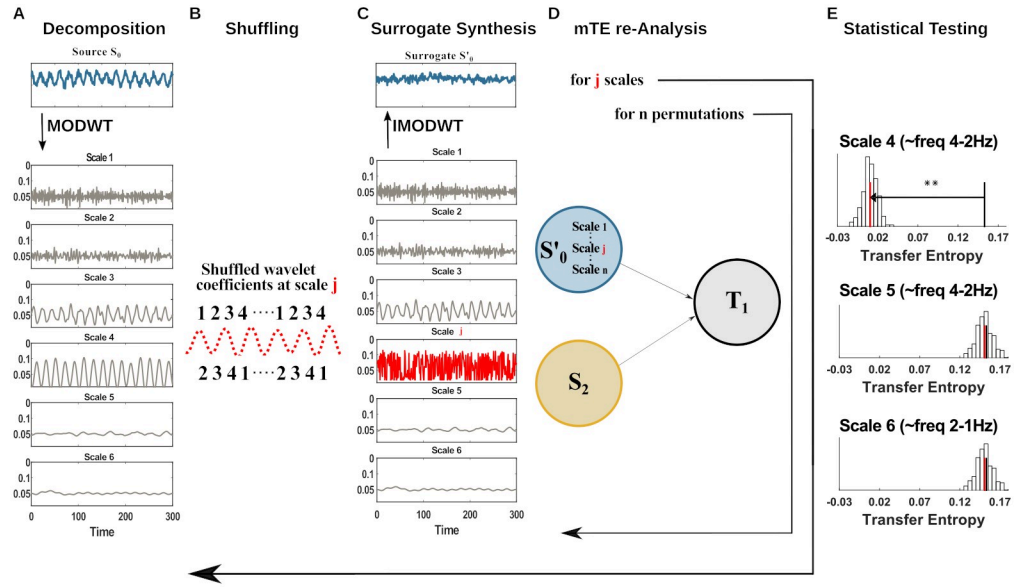 A Decomposition
Source S0
MODWT
Scale 1
0
0.1
0.05
Scale 2
0
0.1
0.05
Scale 3
0
0.1
0.05
Scale 4
0
0.1
0.05
Scale 5
0
0.1
0.05
Scale 6
0
0.1
0.05
0 100 200 300
Time
B Shuffling
Shuffled wavelet
coefficients at scale j
1 2 3 4 ···· 1 2 3 4
2 3 4 1 ···· 2 3 4 1
C Surrogate Synthesis
Surrogate S'0
IMODWT
Scale 1
0
0.1
0.05
Scale 2
0
0.1
0.05
Scale 3
0
0.1
0.05
Scale j
0
0.1
0.05
Scale 5
0
0.1
0.05
Scale 6
0
0.1
0.05
0 100 200 300
Time
D mTE re-Analysis
for j scales
for n permutations
S'0
Scale 1
Scale j
Scale n
T1
S2
E Statistical Testing
Scale 4 (~freq 4-2Hz)
**
-0.03 0.02 0.07 0.12 0.17
Transfer Entropy
Scale 5 (~freq 4-2Hz)
-0.03 0.02 0.07 0.12 0.17
Transfer Entropy
Scale 6 (~freq 2-1Hz)
-0.03 0.02 0.07 0.12 0.17
Transfer Entropy